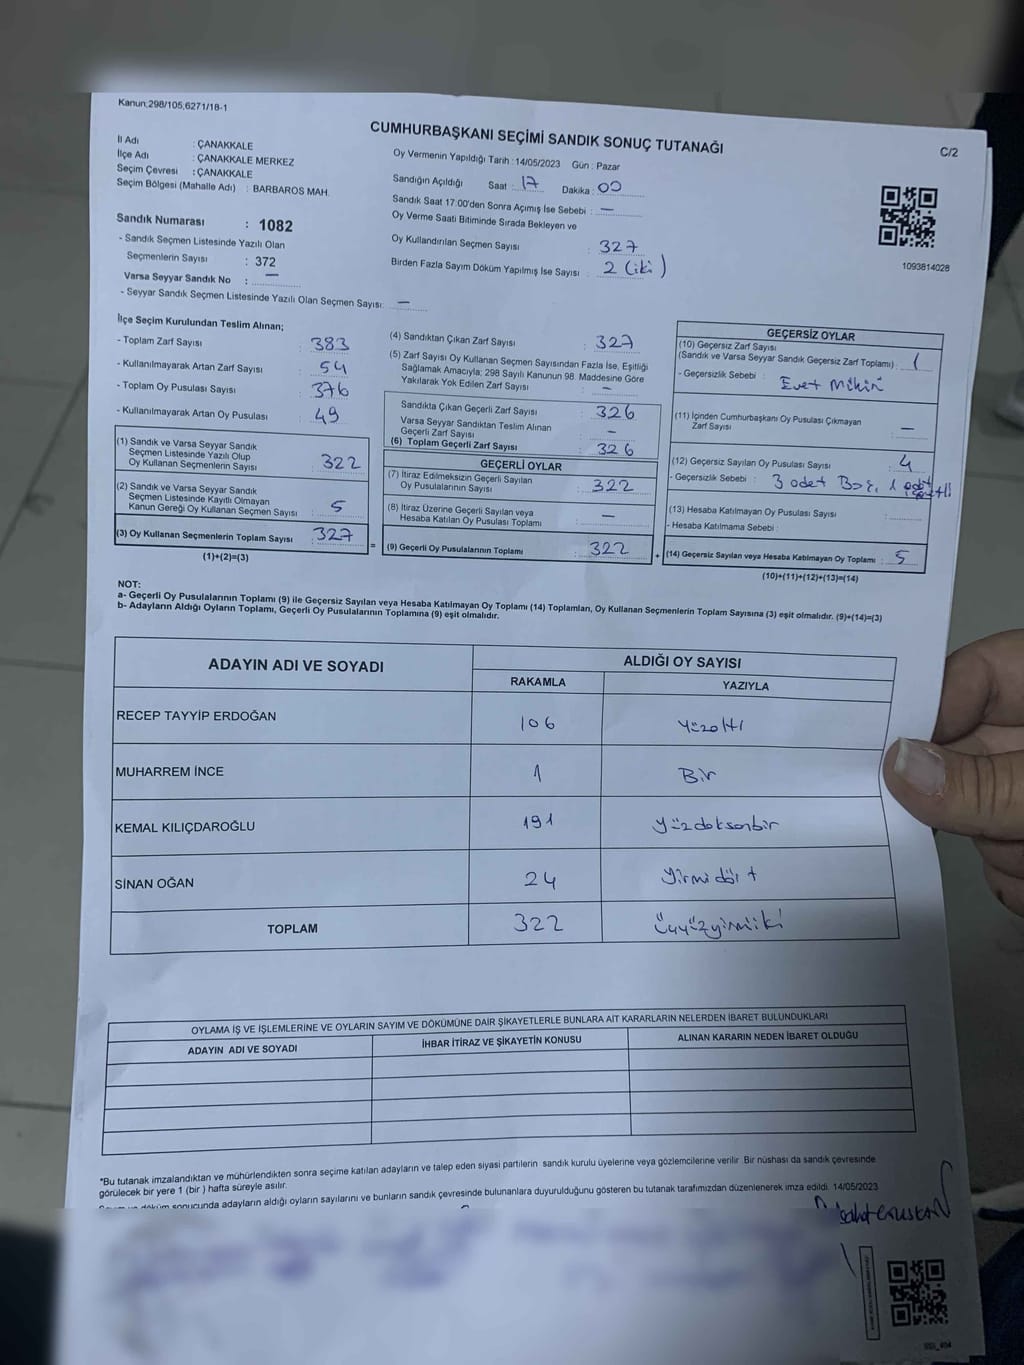 Kanun;298/105,6271/18-1
CUMHURBAŞKANI SEÇİMİ SANDIK SONUÇ TUTANAĞI
C/2
İl Adı : ÇANAKKALE
İlçe Adı : ÇANAKKALE MERKEZ
Seçim Çevresi : ÇANAKKALE
Seçim Bölgesi (Mahalle Adı) : BARBAROS MAH.
Sandık Numarası : 1082
- Sandık Seçmen Listesinde Yazılı Olan
Seçmenlerin Sayısı : 372
Varsa Seyyar Sandık No : —
- Seyyar Sandık Seçmen Listesinde Yazılı Olan Seçmen Sayısı: —
Oy Vermenin Yapıldığı Tarih : 14/05/2023 Gün : Pazar
Sandığın Açıldığı Saat : 17 Dakika : 00
Sandık Saat 17:00'den Sonra Açımış İse Sebebi : —
Oy Verme Saati Bitiminde Sırada Bekleyen ve
Oy Kullandırılan Seçmen Sayısı : 327
Birden Fazla Sayım Döküm Yapılmış İse Sayısı : 2 (iki)
1093814028
İlçe Seçim Kurulundan Teslim Alınan;
- Toplam Zarf Sayısı : 383
- Kullanılmayarak Artan Zarf Sayısı : 54
- Toplam Oy Pusulası Sayısı : 376
- Kullanılmayarak Artan Oy Pusulası : 49
(1) Sandık ve Varsa Seyyar Sandık
Seçmen Listesinde Yazılı Olup
Oy Kullanan Seçmenlerin Sayısı : 322
(2) Sandık ve Varsa Seyyar Sandık
Seçmen Listesinde Kayıtlı Olmayan
Kanun Gereği Oy Kullanan Seçmen Sayısı : 5
(3) Oy Kullanan Seçmenlerin Toplam Sayısı : 327
(1)+(2)=(3)
(4) Sandıktan Çıkan Zarf Sayısı : 327
(5) Zarf Sayısı Oy Kullanan Seçmen Sayısından Fazla İse, Eşitliği
Sağlamak Amacıyla; 298 Sayılı Kanunun 98. Maddesine Göre
Yakılarak Yok Edilen Zarf Sayısı : —
Sandıkta Çıkan Geçerli Zarf Sayısı : 326
Varsa Seyyar Sandıktan Teslim Alınan
Geçerli Zarf Sayısı : —
(6) Toplam Geçerli Zarf Sayısı : 326
GEÇERLİ OYLAR
(7) İtiraz Edilmeksizin Geçerli Sayılan
Oy Pusulalarının Sayısı : 322
(8) İtiraz Üzerine Geçerli Sayılan veya
Hesaba Katılan Oy Pusulası Toplamı : —
= (9) Geçerli Oy Pusulalarının Toplamı : 322 +
GEÇERSİZ OYLAR
(10) Geçersiz Zarf Sayısı
(Sandık ve Varsa Seyyar Sandık Geçersiz Zarf Toplamı) : 1
- Geçersizlik Sebebi : Evet Mühürü
(11) İçinden Cumhurbaşkanı Oy Pusulası Çıkmayan
Zarf Sayısı : —
(12) Geçersiz Sayılan Oy Pusulası Sayısı : 4
- Geçersizlik Sebebi : 3 adet Boş, 1 adet
(13) Hesaba Katılmayan Oy Pusulası Sayısı :
- Hesaba Katılmama Sebebi :
(14) Geçersiz Sayılan veya Hesaba Katılmayan Oy Toplamı : 5
(10)+(11)+(12)+(13)=(14)
NOT:
a- Geçerli Oy Pusulalarının Toplamı (9) ile Geçersiz Sayılan veya Hesaba Katılmayan Oy Toplamı (14) Toplamları, Oy Kullanan Seçmenlerin Toplam Sayısına (3) eşit olmalıdır. (9)+(14)=(3)
b- Adayların Aldığı Oyların Toplamı, Geçerli Oy Pusulalarının Toplamına (9) eşit olmalıdır.
ADAYIN ADI VE SOYADI ALDIĞI OY SAYISI
RAKAMLA YAZIYLA
RECEP TAYYİP ERDOĞAN 106 Yüzaltı
MUHARREM İNCE 1 Bir
KEMAL KILIÇDAROĞLU 191 Yüzdoksanbir
SİNAN OĞAN 24 Yirmidört
TOPLAM 322 Üçyüzyirmiiki
OYLAMA İŞ VE İŞLEMLERİNE VE OYLARIN SAYIM VE DÖKÜMÜNE DAİR ŞİKAYETLERLE BUNLARA AİT KARARLARIN NELERDEN İBARET BULUNDUKLARI
ADAYIN ADI VE SOYADI İHBAR İTİRAZ VE ŞİKAYETİN KONUSU ALINAN KARARIN NEDEN İBARET OLDUĞU
*Bu tutanak imzalandıktan ve mühürlendikten sonra seçime katılan adayların ve talep eden siyasi partilerin sandık kurulu üyelerine veya gözlemcilerine verilir. Bir nüshası da sandık çevresinde
görülecek bir yere 1 (bir ) hafta süreyle asılır.
Sayım ve döküm sonucunda adayların aldığı oyların sayılarını ve bunların sandık çevresinde bulunanlara duyurulduğunu gösteren bu tutanak tarafımızdan düzenlenerek imza edildi. 14/05/2023